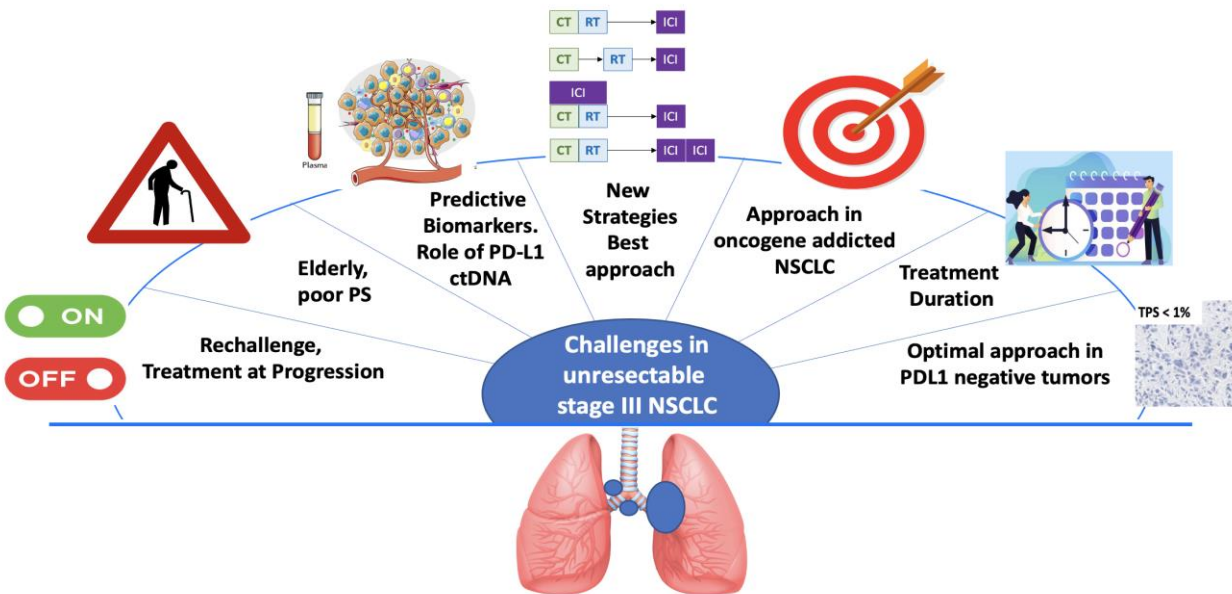 CT RT ICI
CT RT ICI
ICI
CT RT ICI
CT RT ICI ICI
Plasma
Predictive
Biomarkers.
Role of PD-L1
ctDNA
New
Strategies
Best
approach
Approach in
oncogene addicted
NSCLC
Elderly,
poor PS
Treatment
Duration
ON
OFF
Rechallenge,
Treatment at Progression
TPS < 1%
Optimal approach in
PDL1 negative tumors
Challenges in
unresectable
stage III NSCLC